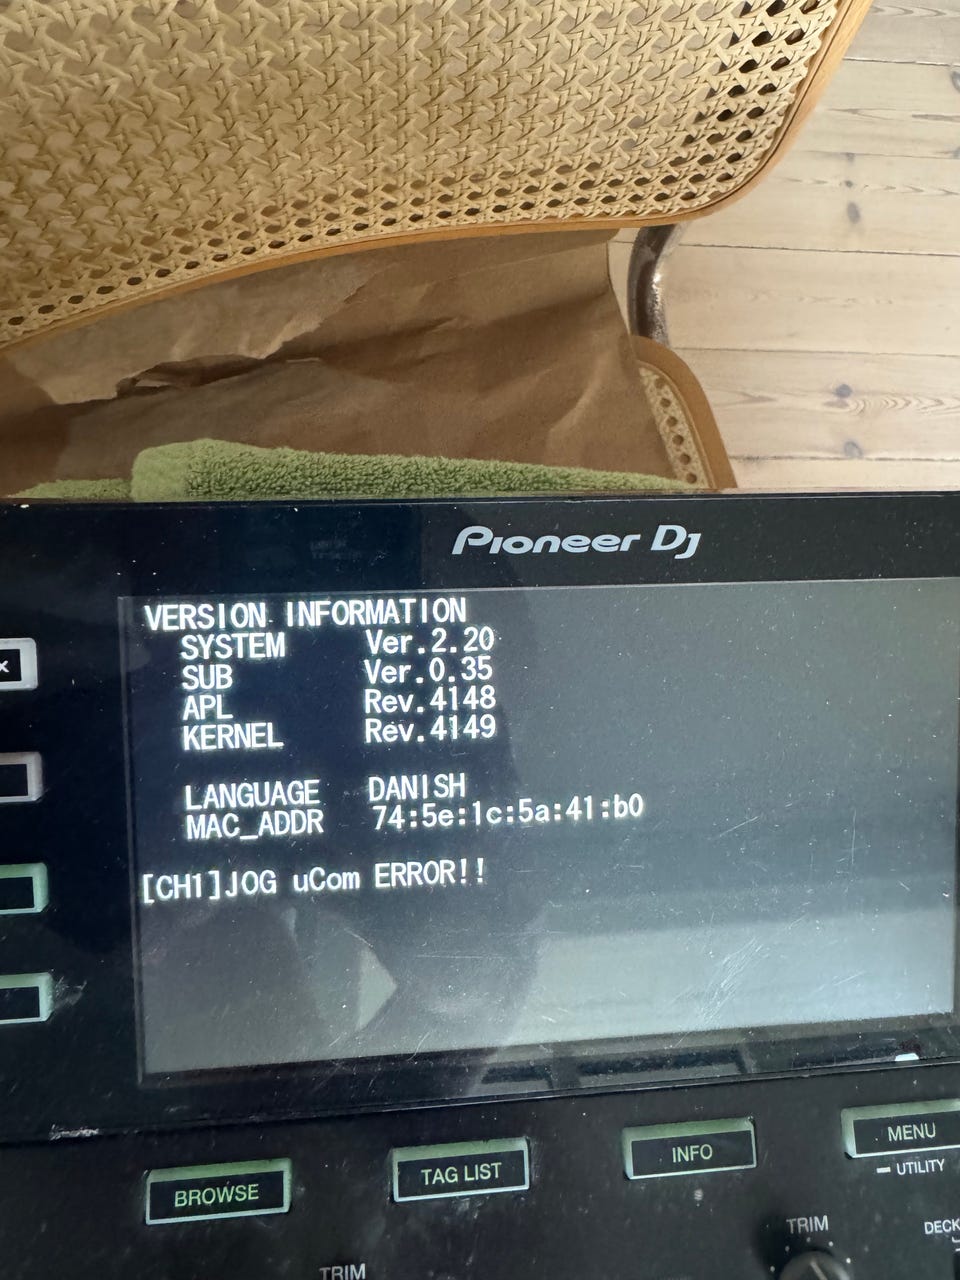 Pioneer Dj
VERSION INFORMATION
SYSTEM Ver.2.20
SUB Ver.0.35
APL Rev.4148
KERNEL Rev.4149
LANGUAGE DANISH
MAC_ADDR 74:5e:1c:5a:41:b0
[CH1]JOG uCom ERROR!!
x
BROWSE
TAG LIST
INFO
MENU
UTILITY
TRIM
DECK
TRIM